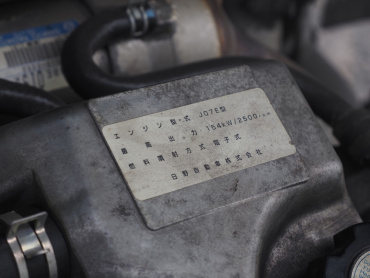 エンジン型式 J07E型
最高出力 154kW/2500
燃料噴射方式 電子式
日野自動車株式会社